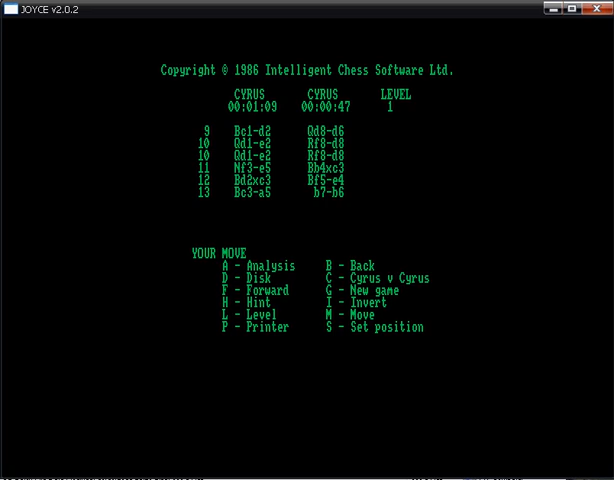 JOYCE v2.0.2
Copyright © 1986 Intelligent Chess Software Ltd.
CYRUS CYRUS LEVEL
00:01:09 00:00:47 1
9 Bc1-d2 Qd8-d6
10 Qd1-e2 Rf8-d8
10 Qd1-e2 Rf8-d8
11 Nf3-e5 Bb4xc3
12 Bd2xc3 Bf5-e4
13 Bc3-a5 b7-b6
YOUR MOVE
A - Analysis B - Back
D - Disk C - Cyrus v Cyrus
F - Forward G - New game
H - Hint I - Invert
L - Level M - Move
P - Printer S - Set position